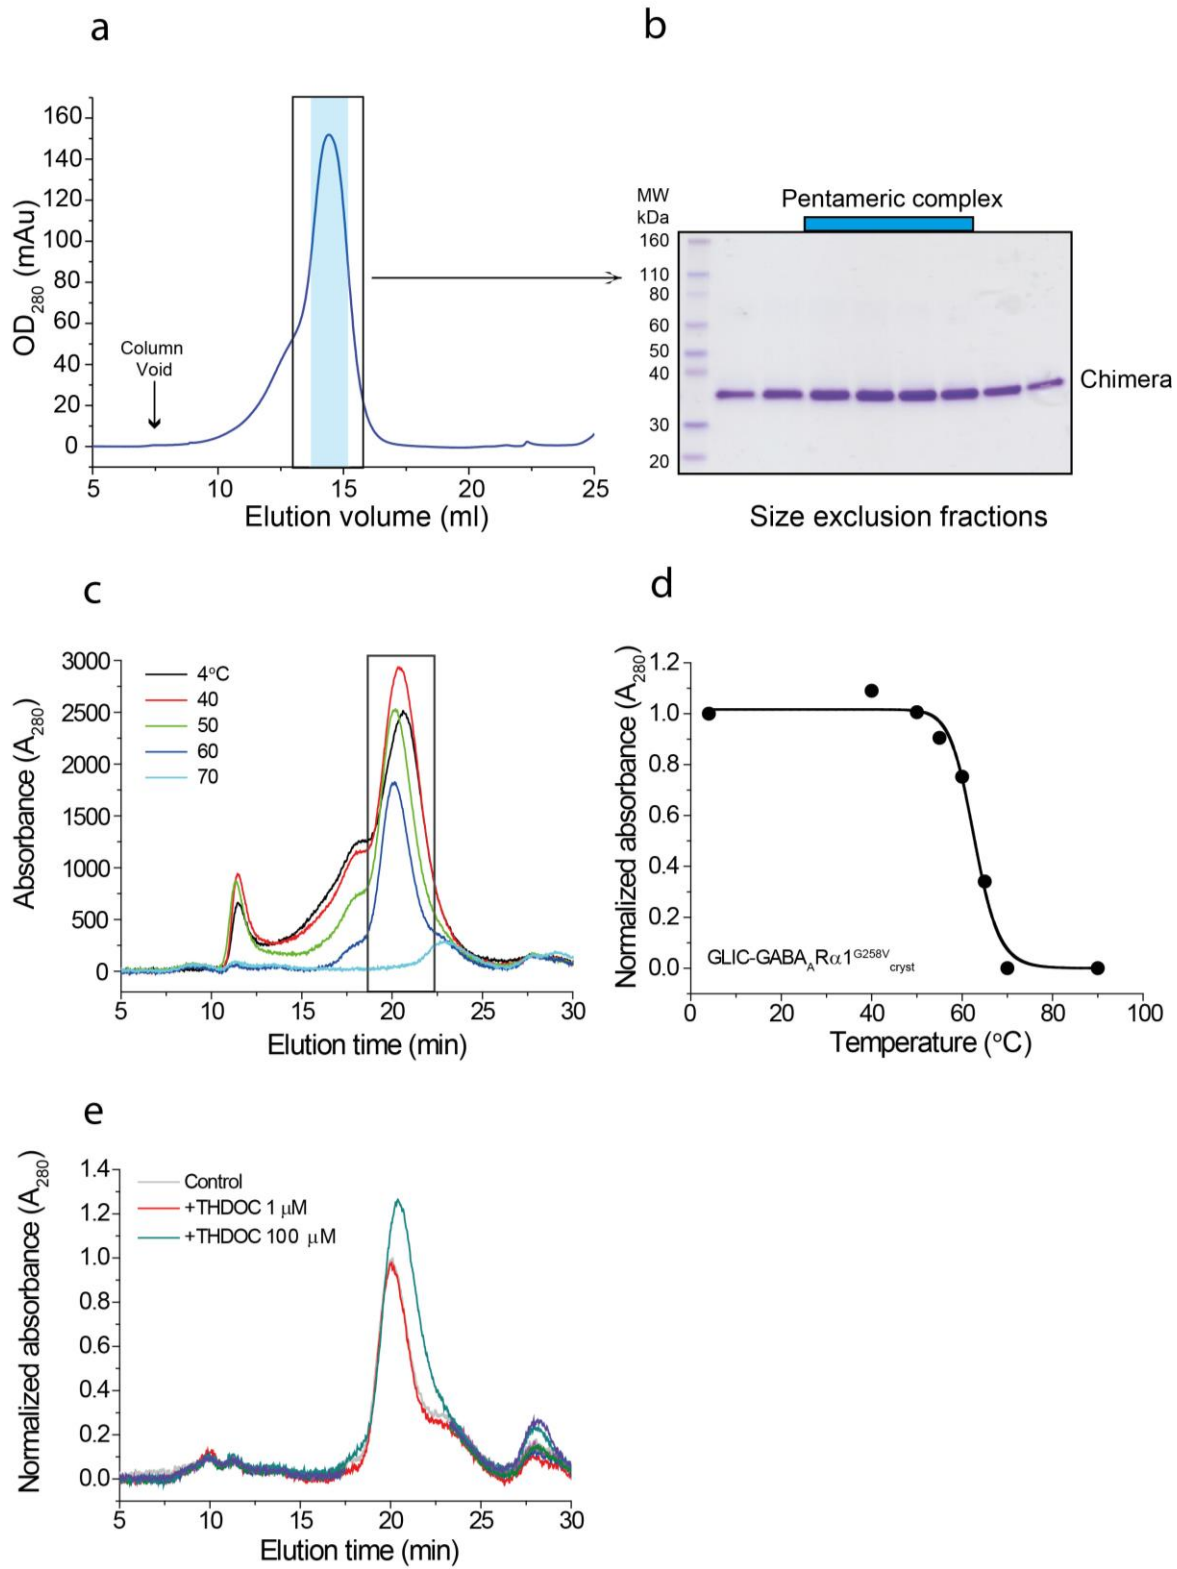 a
160
140
120
100
80
60
40
20
0
OD280 (mAu)
Column
Void
5 10 15 20 25
Elution volume (ml)
b
MW
kDa
Pentameric complex
160
110
80
60
50
40
30
20
Chimera
Size exclusion fractions
c
3000
2500
2000
1500
1000
500
0
Absorbance (A280)
4oC
40
50
60
70
5 10 15 20 25 30
Elution time (min)
d
1.2
1.0
0.8
0.6
0.4
0.2
0.0
Normalized absorbance (A280)
GLIC-GABAARα1G258Vcryst
0 20 40 60 80 100
Temperature (oC)
e
1.4
1.2
1.0
0.8
0.6
0.4
0.2
0.0
Normalized absorbance (A280)
Control
+THDOC 1 μM
+THDOC 100 μM
5 10 15 20 25 30
Elution time (min)